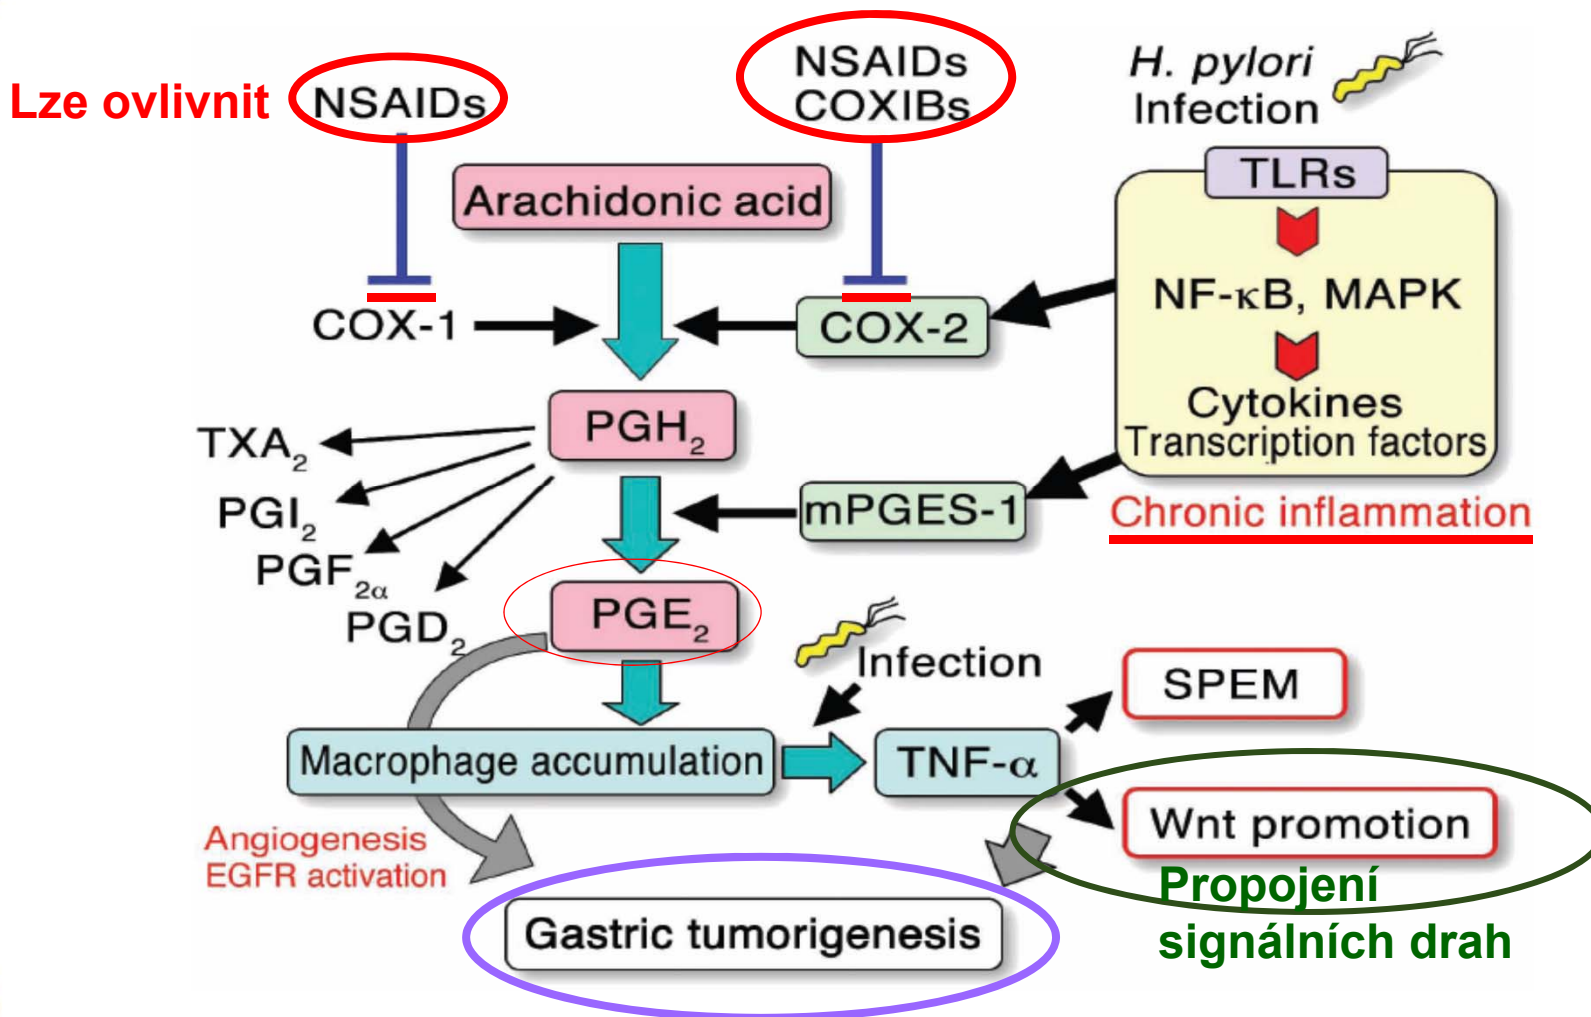 Lze ovlivnit
NSAIDs
NSAIDs
COXIBs
H. pylori
Infection
TLRs
Arachidonic acid
NF-κB, MAPK
COX-1
COX-2
Cytokines
Transcription factors
PGH₂
TXA₂
PGI₂
mPGES-1
Chronic inflammation
PGF₂α
PGD₂
PGE₂
Infection
SPEM
Macrophage accumulation
TNF-α
Wnt promotion
Angiogenesis
EGFR activation
Propojení
signálních drah
Gastric tumorigenesis